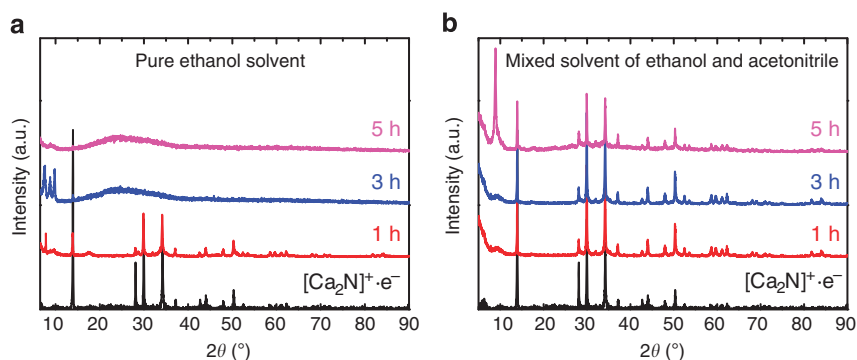 a
Pure ethanol solvent
Intensity (a.u.)
5 h
3 h
1 h
[Ca₂N]⁺·e⁻
10 20 30 40 50 60 70 80 90
2θ (°)
b
Mixed solvent of ethanol and acetonitrile
Intensity (a.u.)
5 h
3 h
1 h
[Ca₂N]⁺·e⁻
10 20 30 40 50 60 70 80 90
2θ (°)